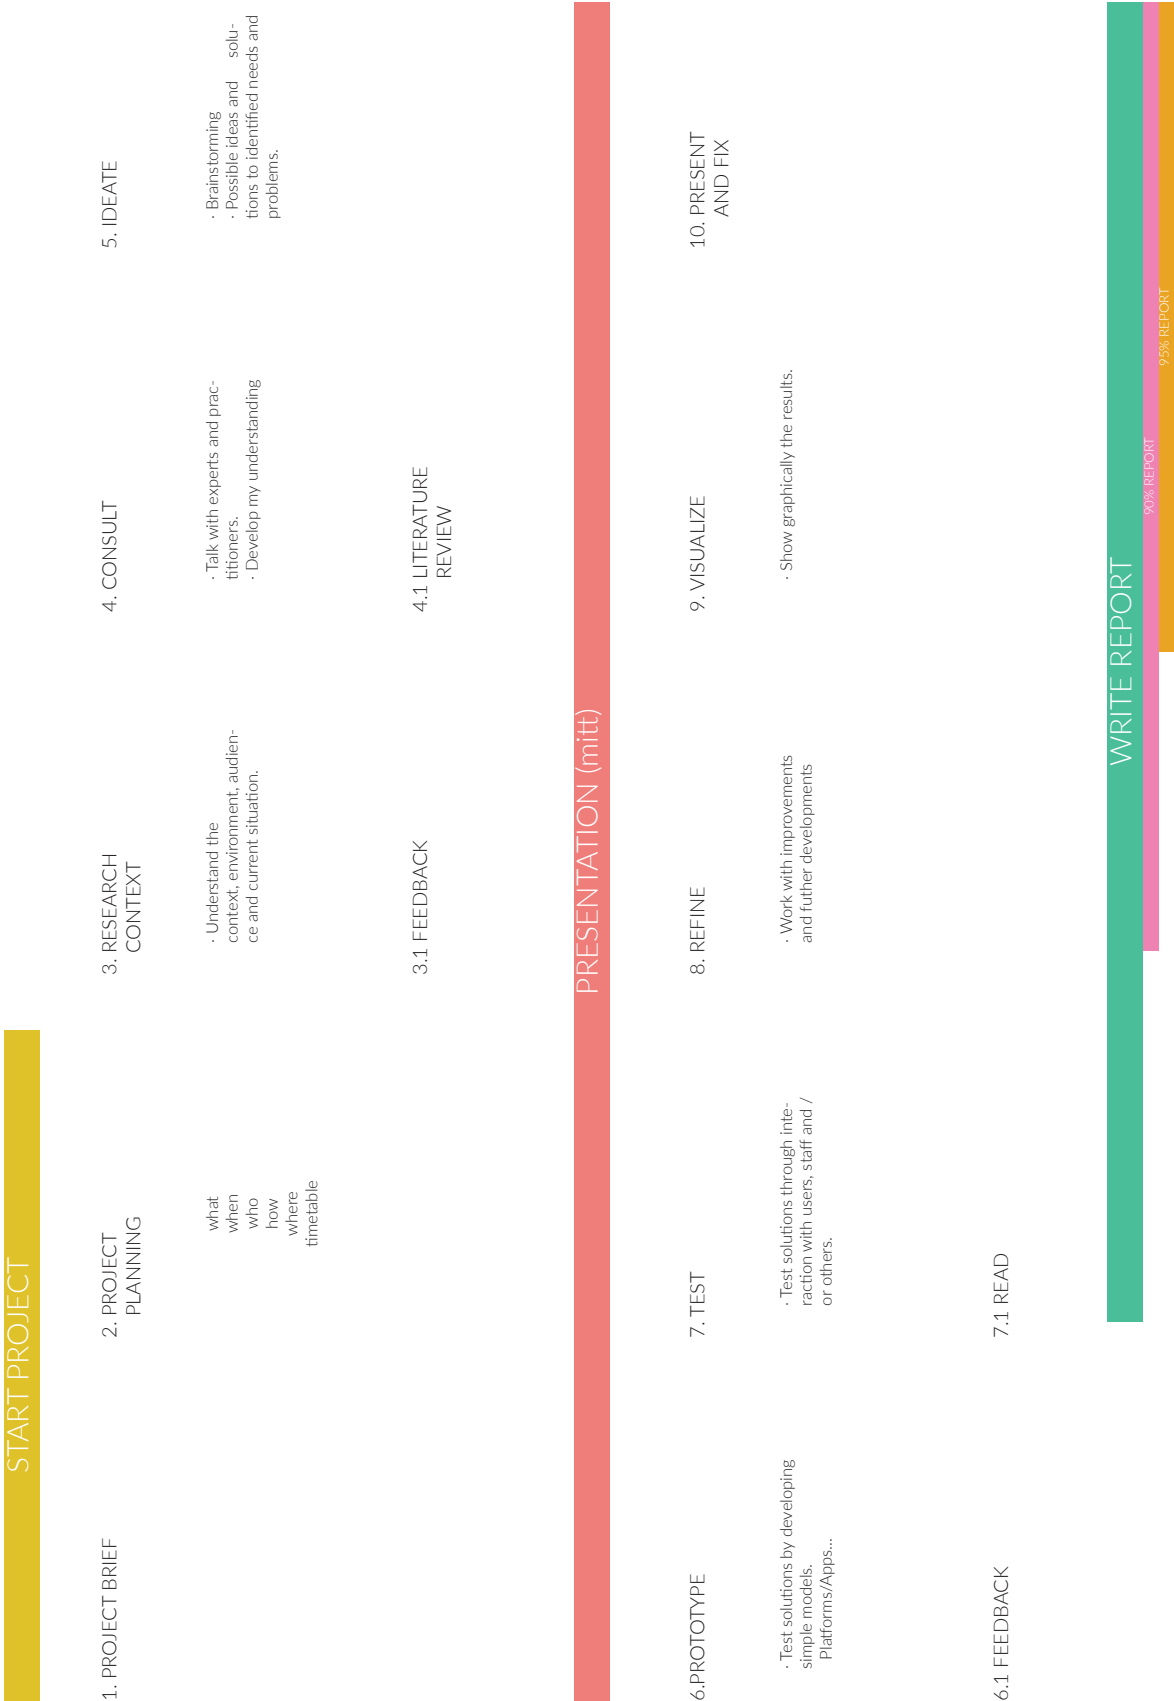 START PROJECT
1. PROJECT BRIEF
2. PROJECT
PLANNING
what
when
who
how
where
timetable
3. RESEARCH
CONTEXT
· Understand the
context, environment, audien-
ce and current situation.
3.1 FEEDBACK
4. CONSULT
· Talk with experts and prac-
titioners.
· Develop my understanding
4.1 LITERATURE
REVIEW
5. IDEATE
· Brainstorming
· Possible ideas and solu-
tions to identified needs and
problems.
PRESENTATION (mitt)
6.PROTOTYPE
· Test solutions by developing
simple models.
Platforms/Apps...
6.1 FEEDBACK
7. TEST
· Test solutions through inte-
raction with users, staff and /
or others.
7.1 READ
8. REFINE
· Work with improvements
and futher developments
9. VISUALIZE
· Show graphically the results.
10. PRESENT
AND FIX
WRITE REPORT
90% REPORT
95% REPORT